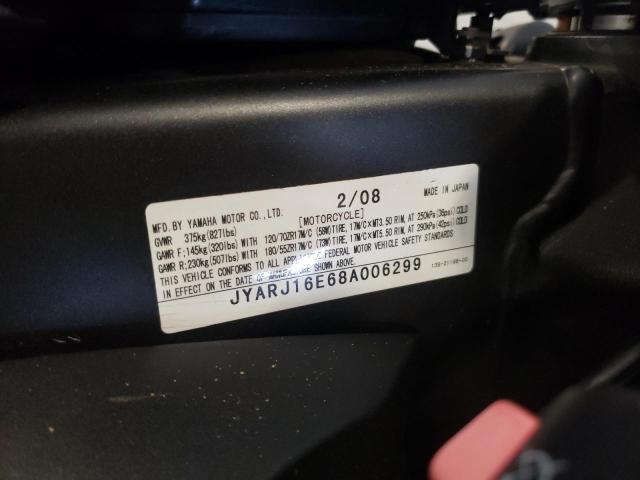 2/08 MADE IN JAPAN
MFD.BY YAMAHA MOTOR CO.,LTD. [MOTORCYCLE]
GVWR 375kg(827lbs)
GAWR F:145kg(320lbs) WITH 120/70ZR17M/C (58W)TIRE, 17M/C×MT3.50 RIM, AT 250kPa(36psi) COLD
GAWR R:230kg(507lbs) WITH 180/55ZR17M/C (73W)TIRE, 17M/C×MT5.50 RIM, AT 290kPa(42psi) COLD
THIS VEHICLE CONFORMS TO ALL APPLICABLE FEDERAL MOTOR VEHICLE SAFETY STANDARDS
IN EFFECT ON THE DATE OF MANUFACTURE SHOWN ABOVE.
JYARJ16E68A006299